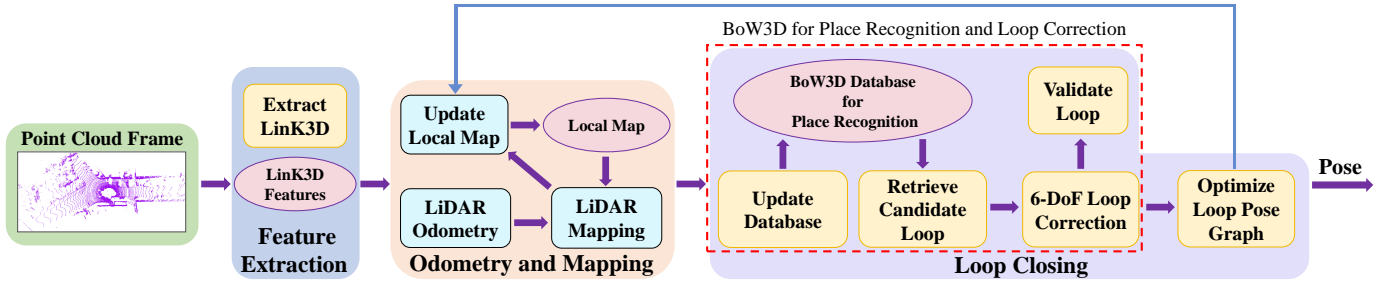 BoW3D for Place Recognition and Loop Correction
Point Cloud Frame
Extract
LinK3D
LinK3D
Features
Feature
Extraction
Update
Local Map
Local Map
LiDAR
Odometry
LiDAR
Mapping
Odometry and Mapping
BoW3D Database
for
Place Recognition
Validate
Loop
Update
Database
Retrieve
Candidate
Loop
6-DoF Loop
Correction
Optimize
Loop Pose
Graph
Loop Closing
Pose